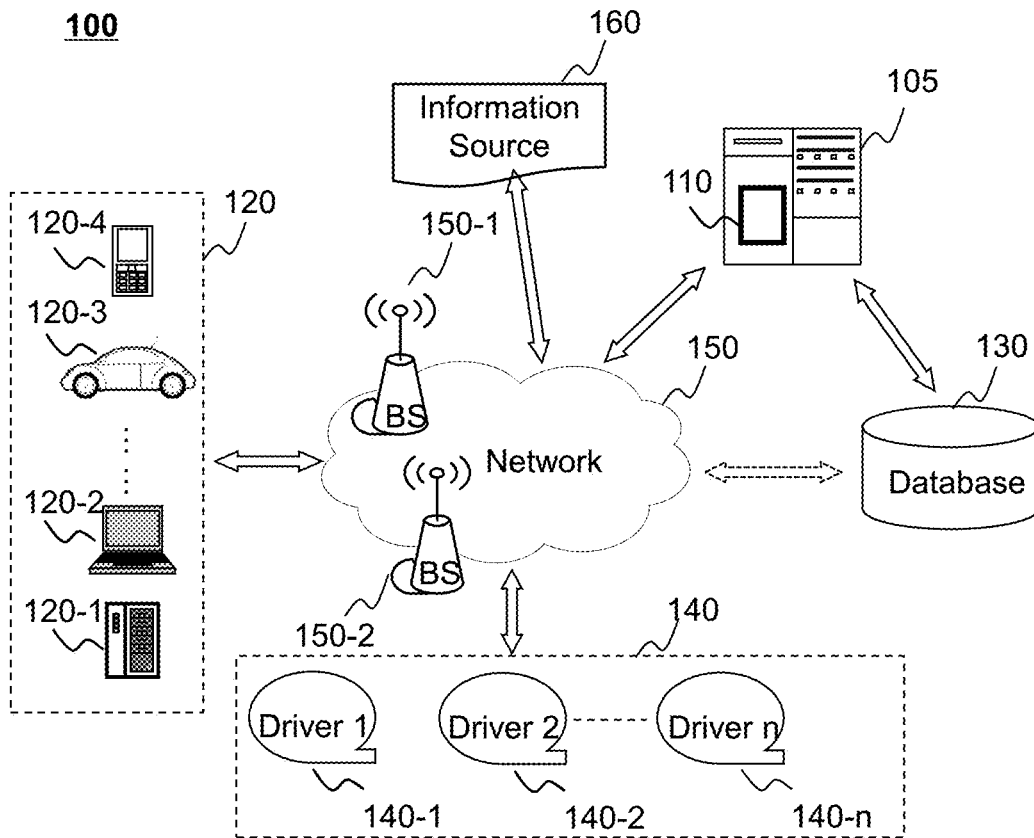 100
160
105
Information
Source
110
120
120-4
150-1
120-3
150
130
BS
Network
Database
120-2
BS
120-1
150-2
140
Driver 1
Driver 2
Driver n
140-1
140-2
140-n